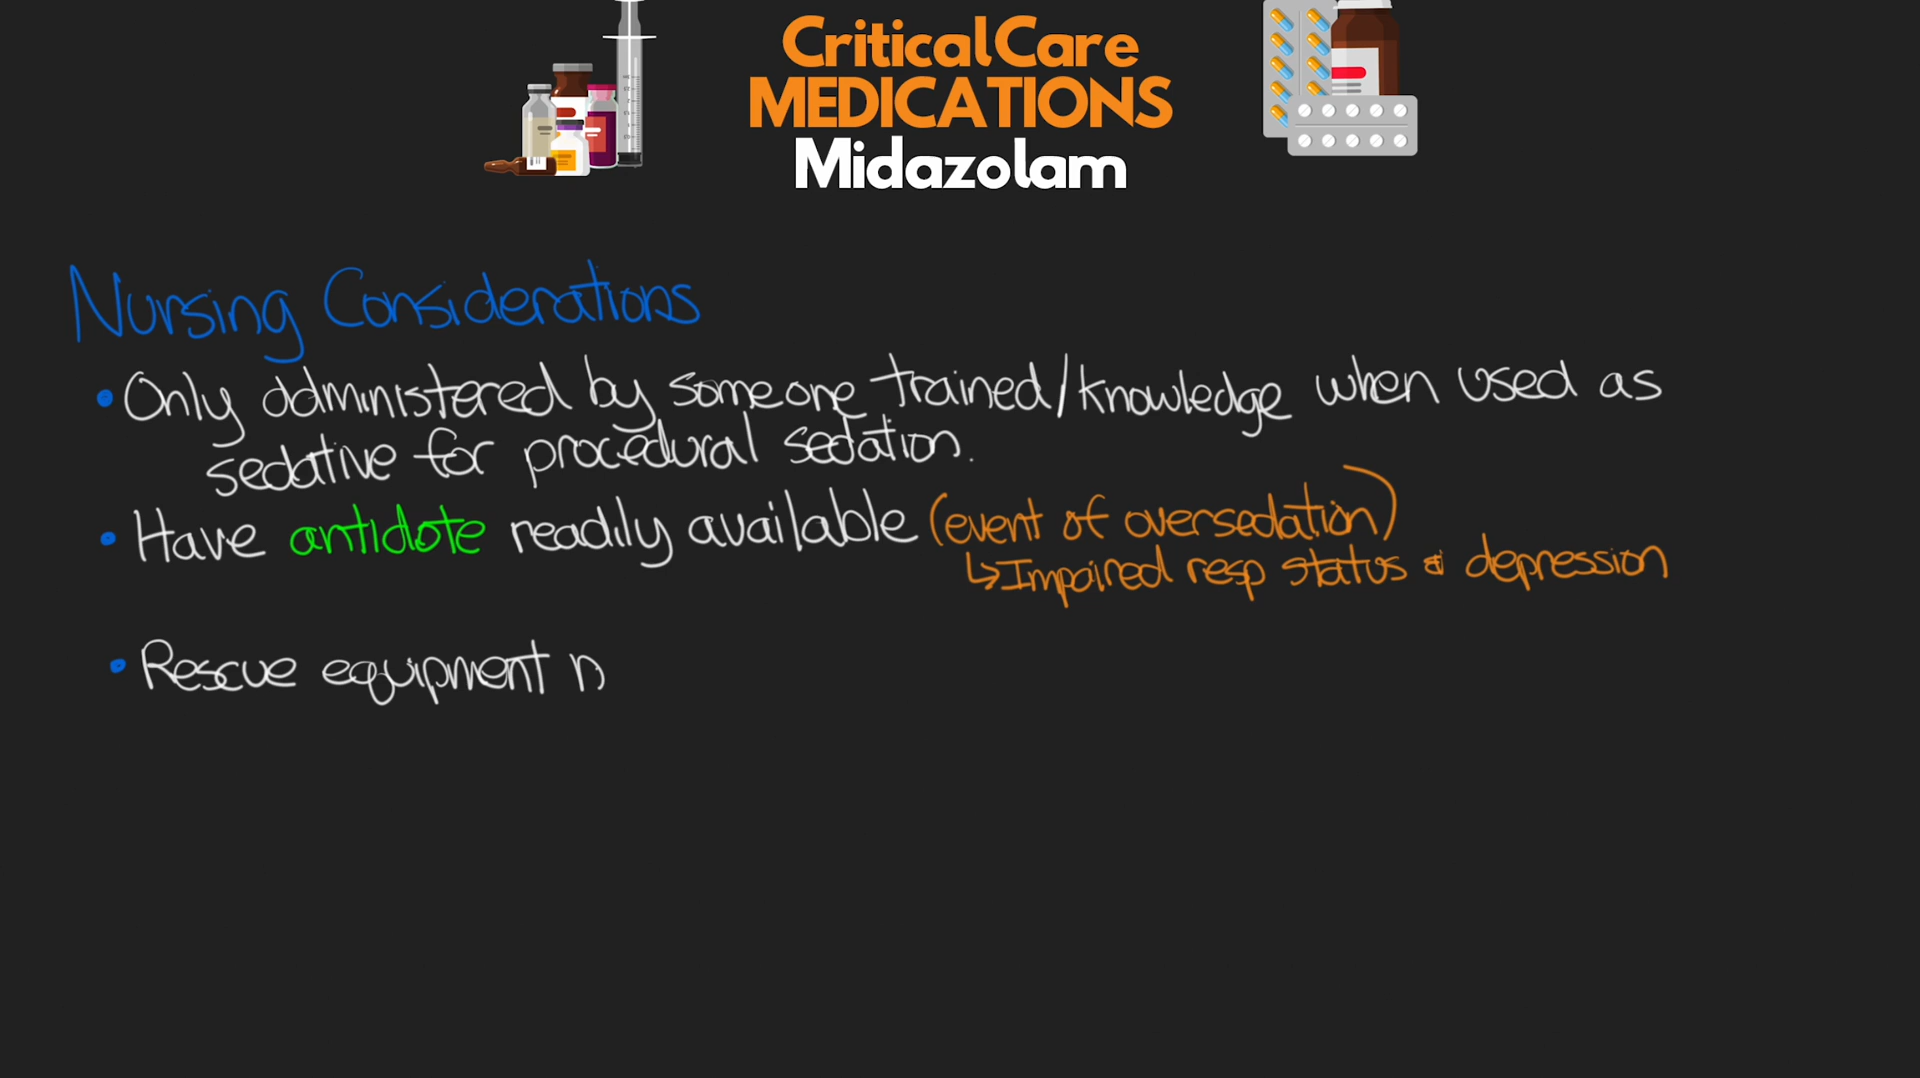 Critical Care
MEDICATIONS
Midazolam
Nursing Considerations
• Only administered by someone trained/knowledge when used as
sedative for procedural sedation.
• Have antidote readily available (event of oversedation)
↳ Impaired resp status & depression
• Rescue equipment n